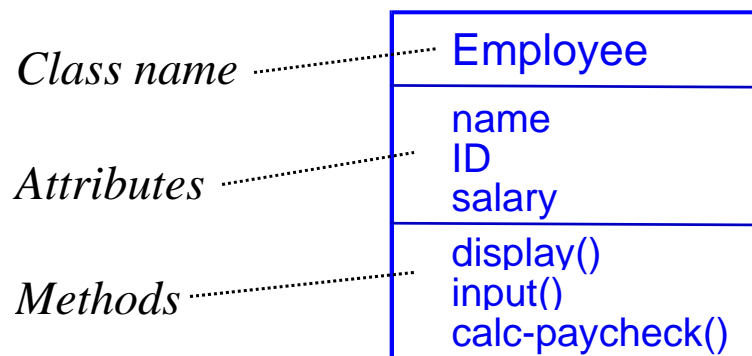 Class name
Employee
Attributes
name
ID
salary
Methods
display()
input()
calc-paycheck()